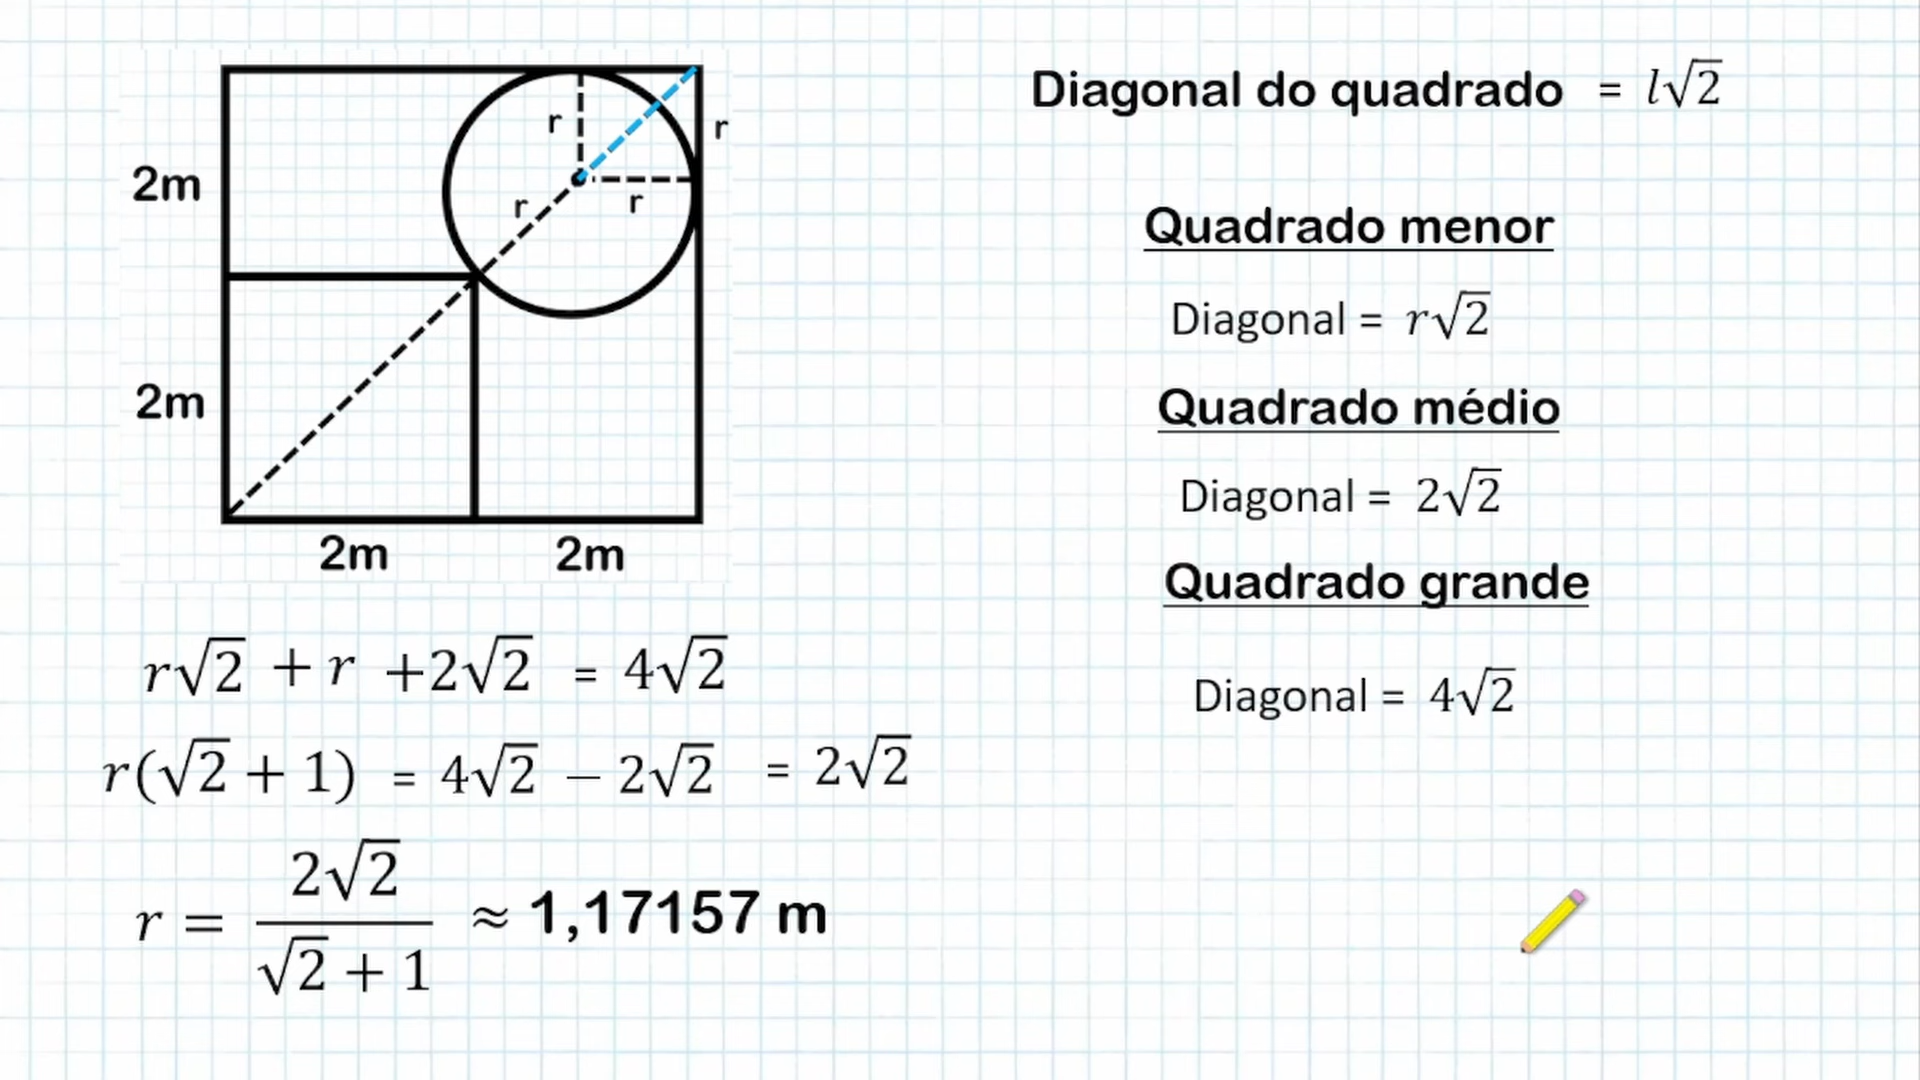 2m
2m
2m 2m
r
r
r
r
r√2 + r +2√2 = 4√2
r(√2 + 1) = 4√2 − 2√2 = 2√2
r = 2√2 / √2 + 1 ≈ 1,17157 m
Diagonal do quadrado = l√2
Quadrado menor
Diagonal = r√2
Quadrado médio
Diagonal = 2√2
Quadrado grande
Diagonal = 4√2